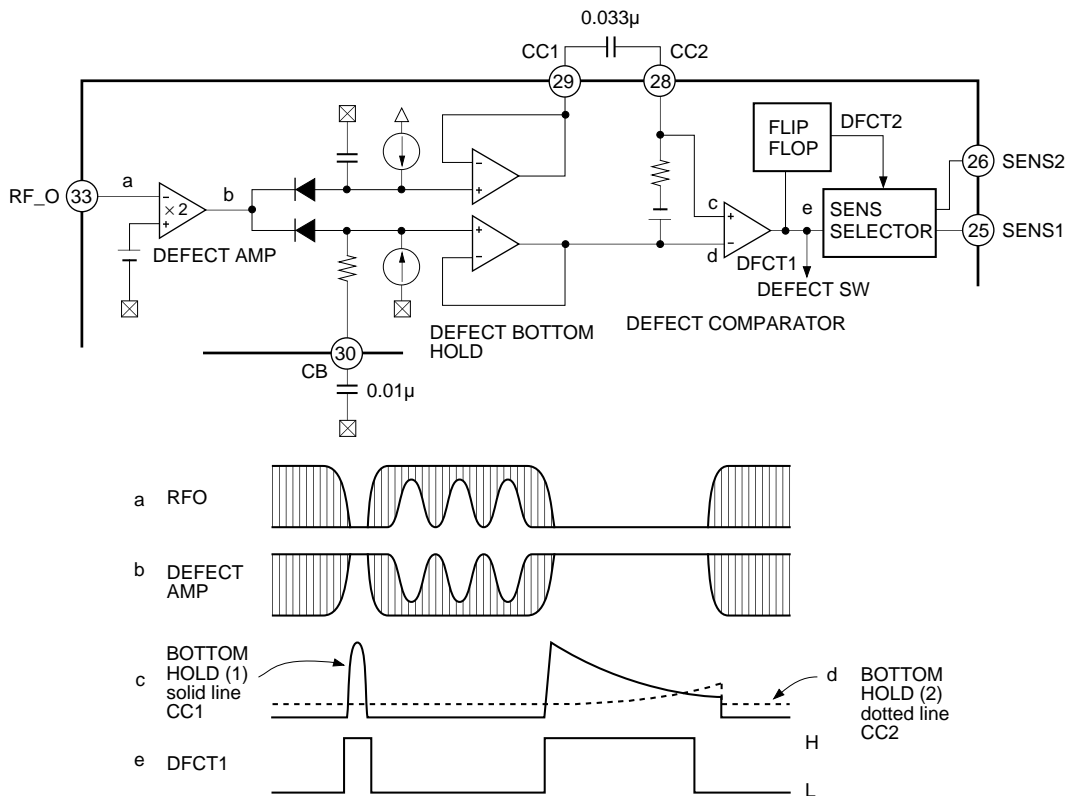 0.033µ
CC1
CC2
29
28
FLIP
FLOP
DFCT2
26
SENS2
RF_O
33
a
b
c
e
SENS
SELECTOR
25
SENS1
× 2
−
+
−
+
+
−
+
−
d
DEFECT AMP
DFCT1
DEFECT SW
DEFECT BOTTOM
HOLD
DEFECT COMPARATOR
30
CB
0.01µ
a
RFO
b
DEFECT
AMP
c
BOTTOM
HOLD (1)
solid line
CC1
d
BOTTOM
HOLD (2)
dotted line
CC2
e
DFCT1
H
L